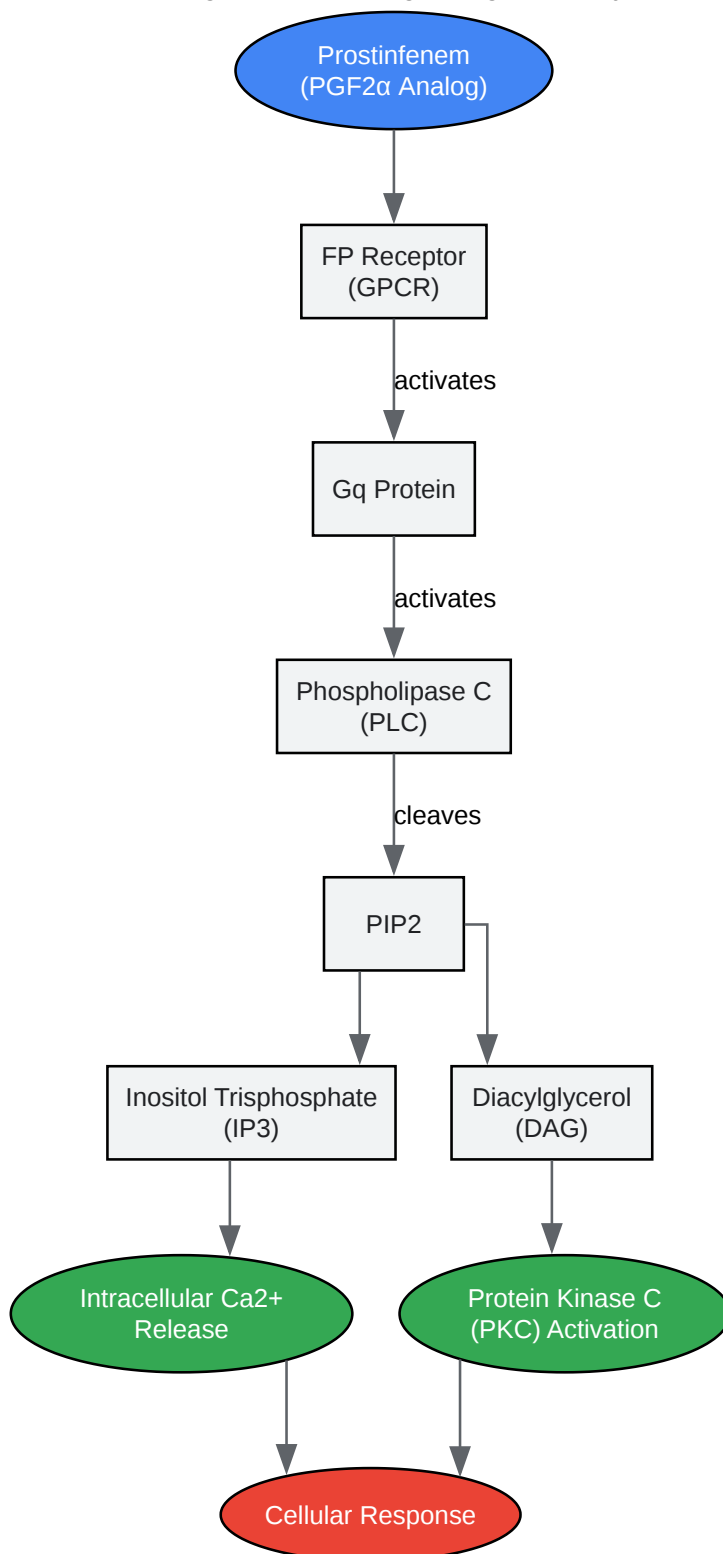 Prostinfenem
(PGF2α Analog)
FP Receptor
(GPCR)
activates
Gq Protein
activates
Phospholipase C
(PLC)
cleaves
PIP2
Inositol Trisphosphate
(IP3)
Diacylglycerol
(DAG)
Intracellular Ca2+
Release
Protein Kinase C
(PKC) Activation
Cellular Response